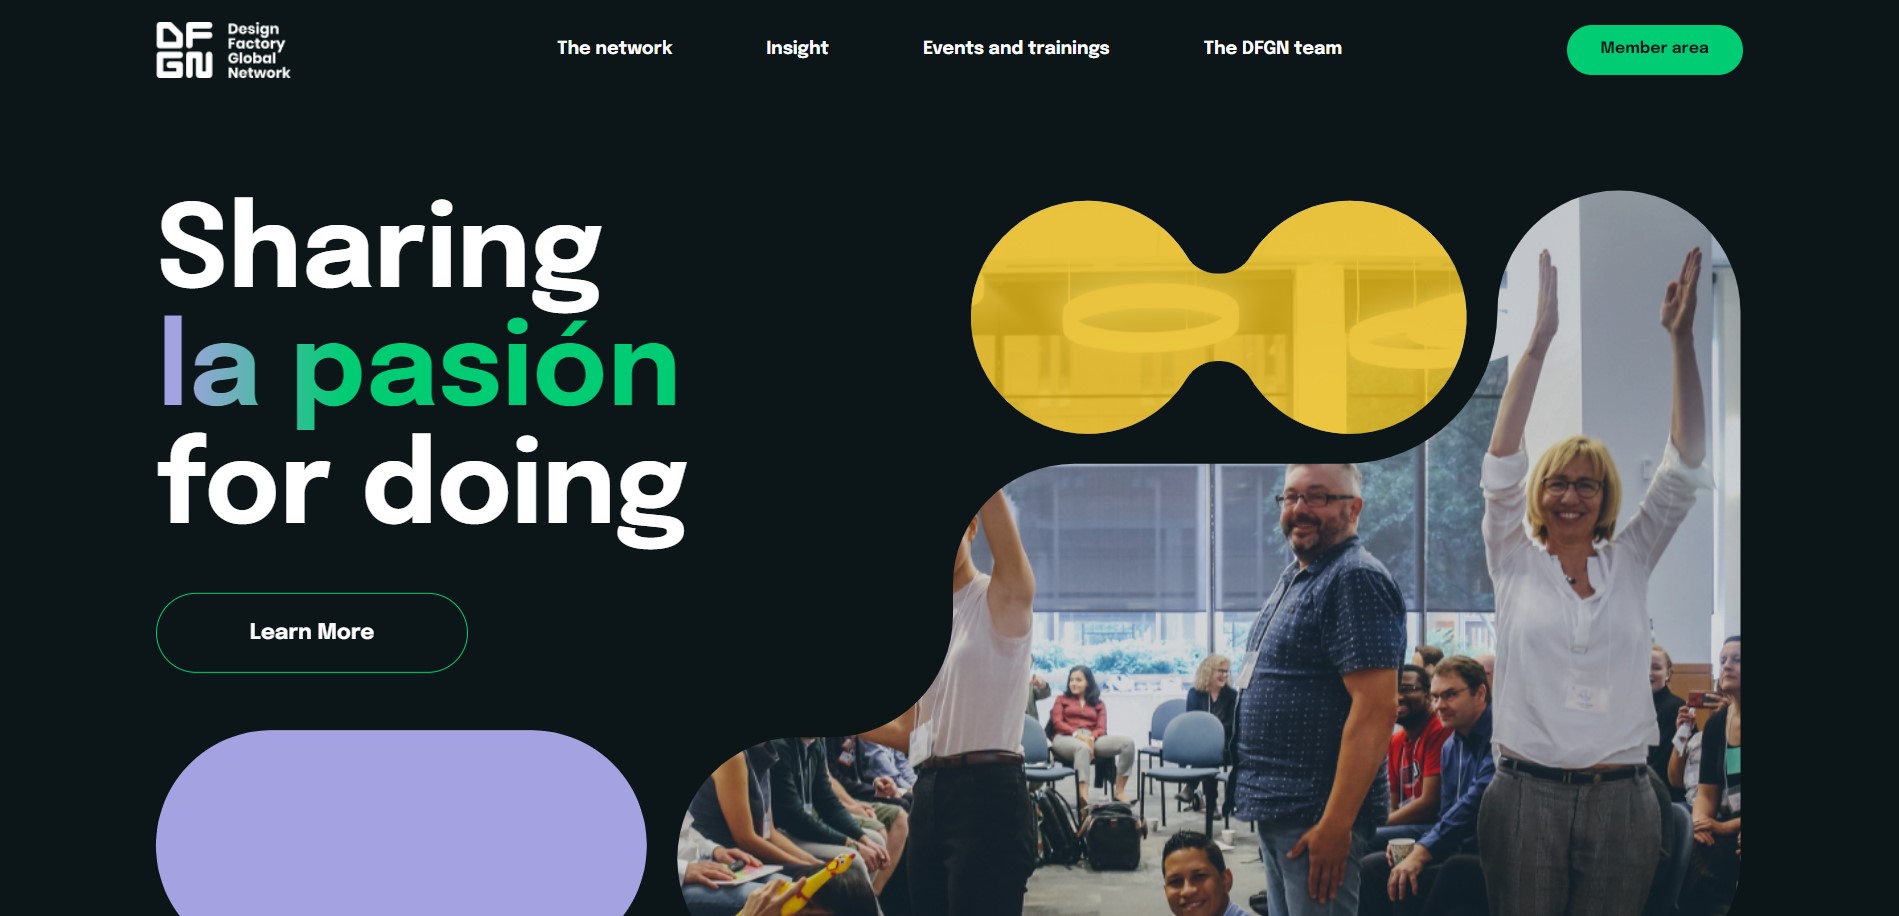 DF
GN
Design
Factory
Global
Network
The network
Insight
Events and trainings
The DFGN team
Member area
Sharing
la pasión
for doing
Learn More